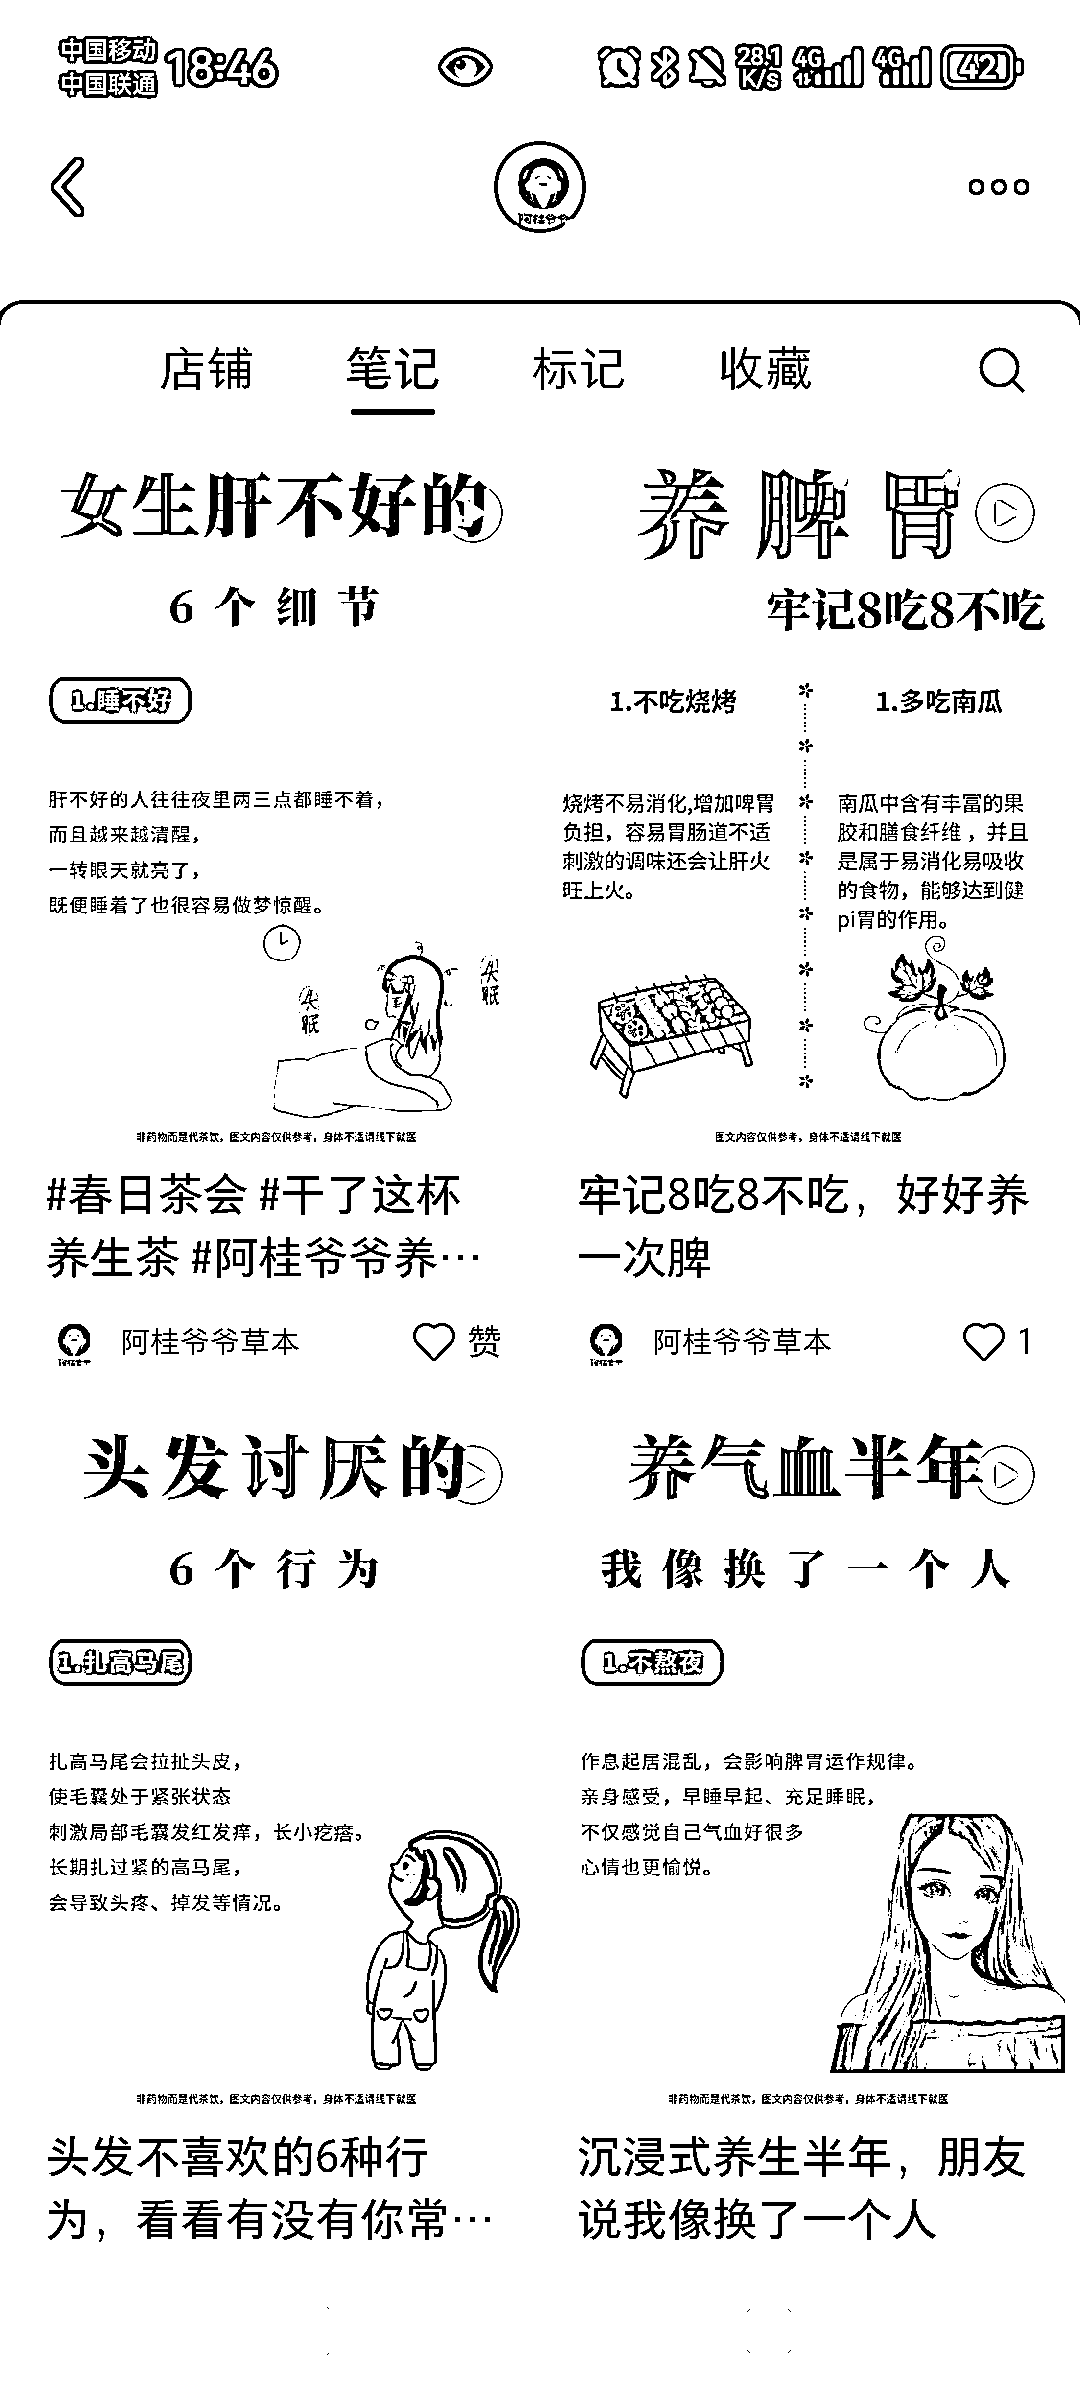 中国移动
中国联通
18:46
28.1
K/s
4G
4G
42
阿桂爷爷
店铺 笔记 标记 收藏
女生肝不好的
6个细节
1.睡不好
肝不好的人往往夜里两三点都睡不着，
而且越来越清醒，
一转眼天就亮了，
既便睡着了也很容易做梦惊醒。
失眠
失眠
非药物而是代茶饮，医文内容仅供参考，身体不适请线下就医
#春日茶会 #干了这杯
养生茶 #阿桂爷爷养…
阿桂爷爷草本 赞
养脾胃
牢记8吃8不吃
1.不吃烧烤
烧烤不易消化,增加啤胃
负担，容易胃肠道不适
刺激的调味还会让肝火
旺上火。
1.多吃南瓜
南瓜中含有丰富的果
胶和膳食纤维，并且
是属于易消化易吸收
的食物，能够达到健
pi胃的作用。
医文内容仅供参考，身体不适请线下就医
牢记8吃8不吃，好好养
一次脾
阿桂爷爷草本 1
头发讨厌的
6个行为
1.扎高马尾
扎高马尾会拉扯头皮，
使毛囊处于紧张状态
刺激局部毛囊发红发痒，长小疙瘩。
长期扎过紧的高马尾，
会导致头疼、掉发等情况。
非药物而是代茶饮，医文内容仅供参考，身体不适请线下就医
头发不喜欢的6种行
为，看看有没有你常…
养气血半年
我像换了一个人
1.不熬夜
作息起居混乱，会影响脾胃运作规律。
亲身感受，早睡早起、充足睡眠，
不仅感觉自己气血好很多
心情也更愉悦。
非药物而是代茶饮，医文内容仅供参考，身体不适请线下就医
沉浸式养生半年，朋友
说我像换了一个人